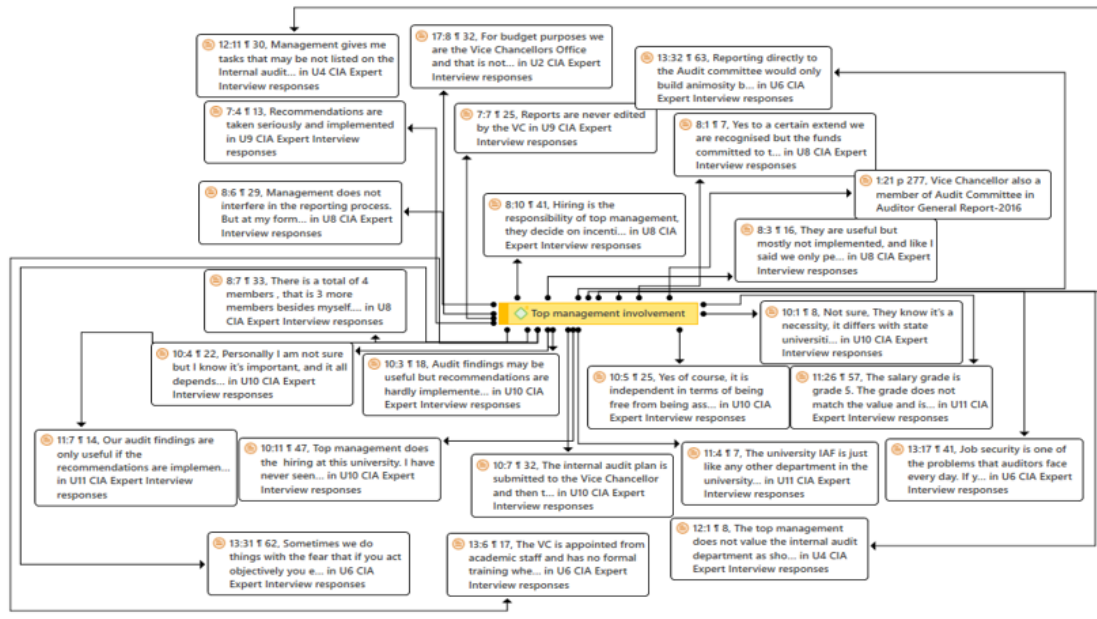 12:11 ¶ 30, Management gives me
tasks that may be not listed on the
Internal audit... in U4 CIA Expert
Interview responses
17:8 ¶ 32, For budget purposes we
are the Vice Chancellors Office
and that is not... in U2 CIA Expert
Interview responses
13:32 ¶ 63, Reporting directly to
the Audit committee would only
build animosity b... in U6 CIA
Expert Interview responses
7:4 ¶ 13, Recommendations are
taken seriously and implemented
in U9 CIA Expert Interview
responses
7:7 ¶ 25, Reports are never edited
by the VC in U9 CIA Expert
Interview responses
8:1 ¶ 7, Yes to a certain extend we
are recognised but the funds
committed to t... in U8 CIA Expert
Interview responses
1:21 p 277, Vice Chancellor also a
member of Audit Committee in
Auditor General Report-2016
8:6 ¶ 29, Management does not
interfere in the reporting process.
But at my form... in U8 CIA Expert
Interview responses
8:10 ¶ 41, Hiring is the
responsibility of top management,
they decide on incenti... in U8 CIA
Expert Interview responses
8:3 ¶ 16, They are useful but
mostly not implemented, and like I
said we only pe... in U8 CIA Expert
Interview responses
8:7 ¶ 33, There is a total of 4
members , that is 3 more
members besides myself.... in U8
CIA Expert Interview responses
Top management involvement
10:1 ¶ 8, Not sure, They know it's a
necessity, it differs with state
universiti... in U10 CIA Expert
Interview responses
10:4 ¶ 22, Personally I am not sure
but I know it's important, and it all
depends... in U10 CIA Expert
Interview responses
10:3 ¶ 18, Audit findings may be
useful but recommendations are
hardly implemente... in U10 CIA
Expert Interview responses
10:5 ¶ 25, Yes of course, it is
independent in terms of being
free from being ass... in U10 CIA
Expert Interview responses
11:26 ¶ 57, The salary grade is
grade 5. The grade does not
match the value and is... in U11 CIA
Expert Interview responses
11:7 ¶ 14, Our audit findings are
only useful if the
recommendations are implemen...
in U11 CIA Expert Interview
responses
10:11 ¶ 47, Top management does
the hiring at this university. I have
never seen... in U10 CIA Expert
Interview responses
10:7 ¶ 32, The internal audit plan is
submitted to the Vice Chancellor
and then t... in U10 CIA Expert
Interview responses
11:4 ¶ 7, The university IAF is just
like any other department in the
university... in U11 CIA Expert
Interview responses
13:17 ¶ 41, Job security is one of
the problems that auditors face
every day. If y... in U6 CIA Expert
Interview responses
13:31 ¶ 62, Sometimes we do
things with the fear that if you act
objectively you e... in U6 CIA
Expert Interview responses
13:6 ¶ 17, The VC is appointed from
academic staff and has no formal
training whe... in U6 CIA Expert
Interview responses
12:1 ¶ 8, The top management
does not value the internal audit
department as sho... in U4 CIA
Expert Interview responses